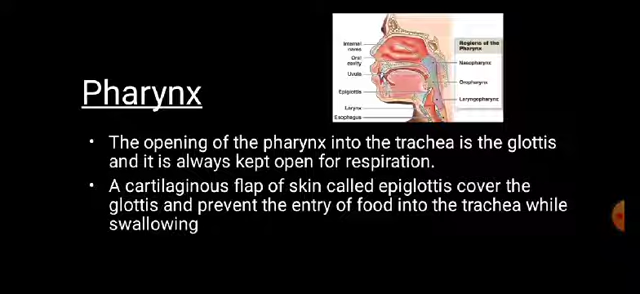 Pharynx
Internal nares
Oral cavity
Uvula
Epiglottis
Larynx
Esophagus
Regions of the
Pharynx
Nasopharynx
Oropharynx
Laryngopharynx
• The opening of the pharynx into the trachea is the glottis
and it is always kept open for respiration.
• A cartilaginous flap of skin called epiglottis cover the
glottis and prevent the entry of food into the trachea while
swallowing